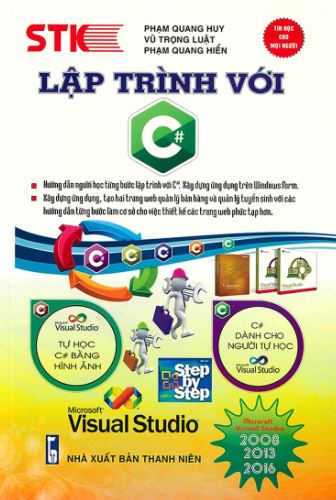 STK
PHẠM QUANG HUY
VŨ TRỌNG LUẬT
PHẠM QUANG HIỂN
TIN HỌC
CHO
MỌI NGƯỜI
LẬP TRÌNH VỚI
C#
Hướng dẫn người học từng bước lập trình với C#. Xây dựng ứng dụng trên Windows Form.
Xây dựng ứng dụng, tạo hai trang web quản lý bán hàng và quản lý tuyển sinh với các
hướng dẫn từng bước làm cơ sở cho việc thiết kế các trang web phức tạp hơn.
Visual Studio
TỰ HỌC
C# BẰNG
HÌNH ẢNH
C#
DÀNH CHO
NGƯỜI TỰ HỌC
Visual Studio
Step
by
Step
Microsoft
Visual Studio
NHÀ XUẤT BẢN THANH NIÊN
Microsoft
Visual Studio
2008
2013
2016